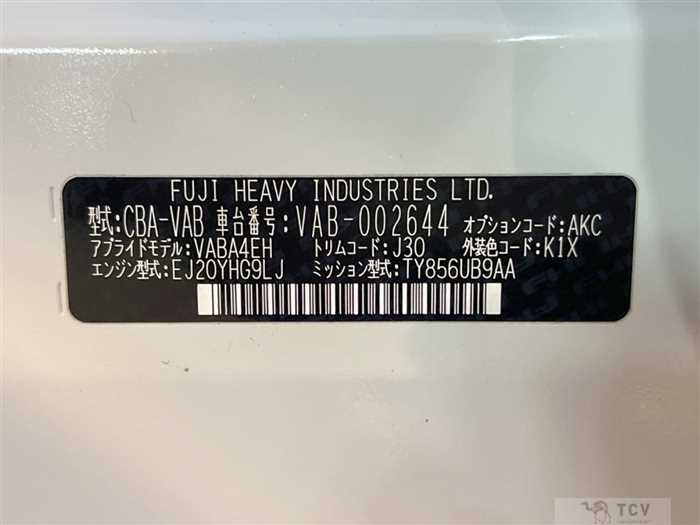 FUJI HEAVY INDUSTRIES LTD.
型式:CBA-VAB 車台番号:VAB-002644 オプションコード:AKC
アプライドモデル:VABA4EH トリムコード:J30 外装色コード:K1X
エンジン型式:EJ20YHG9LJ ミッション型式:TY856UB9AA
TCV